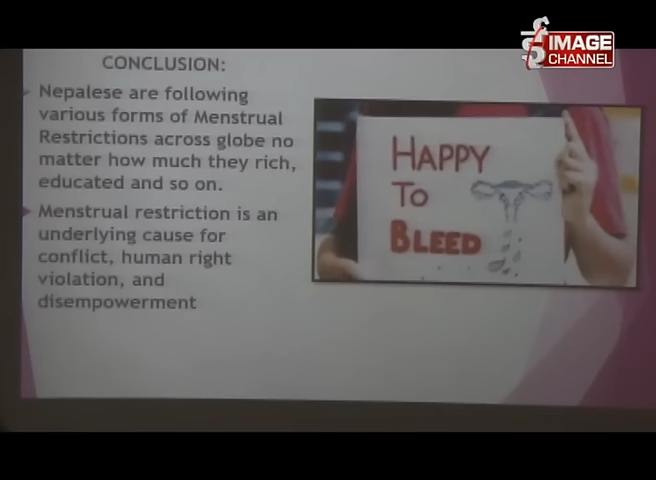 IMAGE
CHANNEL
CONCLUSION:
Nepalese are following
various forms of Menstrual
Restrictions across globe no
matter how much they rich,
educated and so on.
Menstrual restriction is an
underlying cause for
conflict, human right
violation, and
disempowerment
HAPPY
TO
BLEED